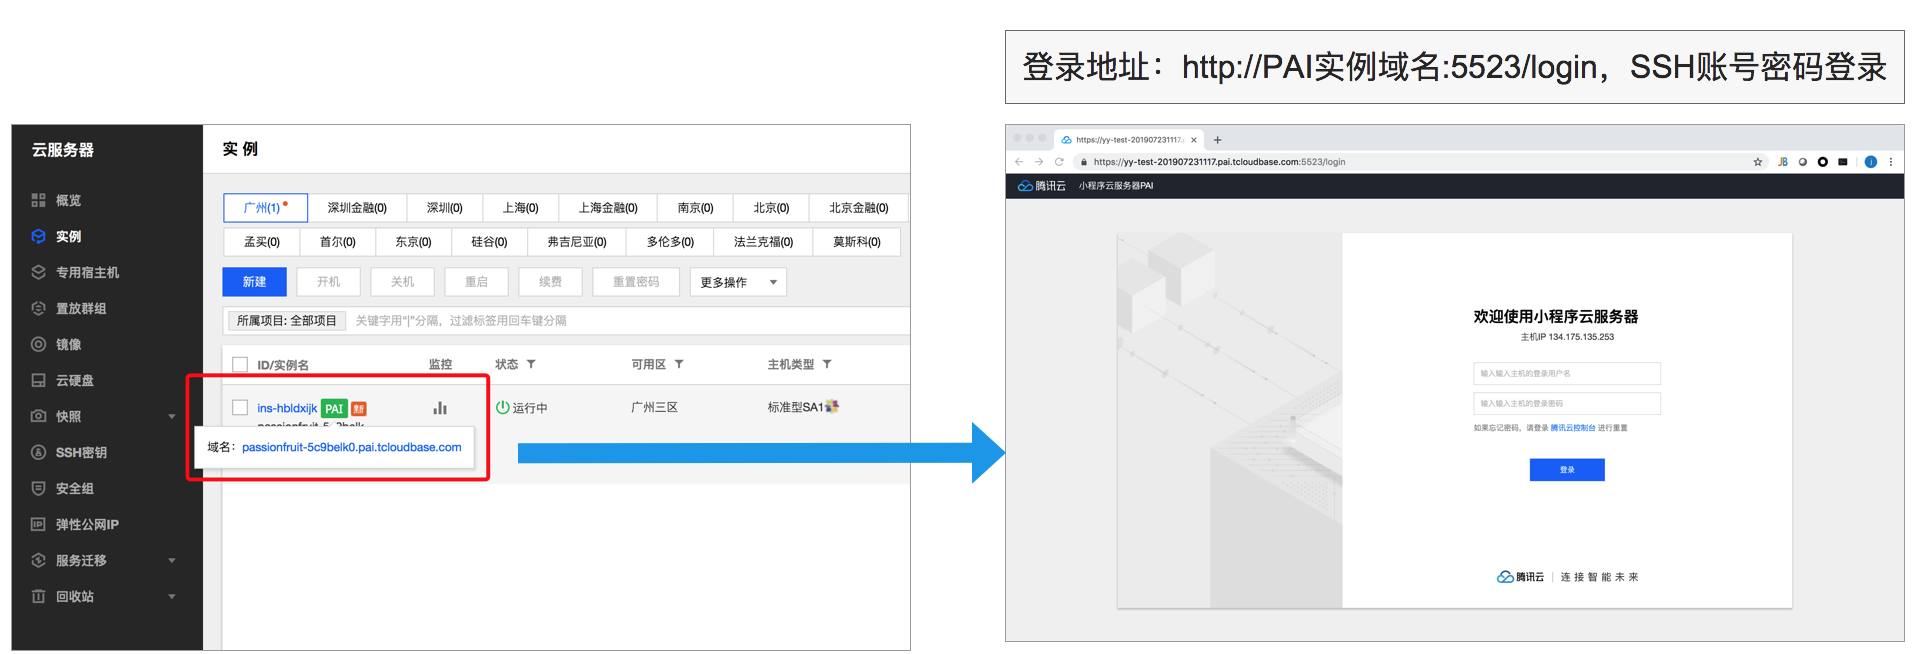 登录地址：http://PAI实例域名:5523/login，SSH账号密码登录
云服务器
概览
实例
专用宿主机
置放群组
镜像
云硬盘
快照
SSH密钥
安全组
弹性公网IP
服务迁移
回收站
实例
广州(1) 深圳金融(0) 深圳(0) 上海(0) 上海金融(0) 南京(0) 北京(0) 北京金融(0)
孟买(0) 首尔(0) 东京(0) 硅谷(0) 弗吉尼亚(0) 多伦多(0) 法兰克福(0) 莫斯科(0)
新建 开机 关机 重启 续费 重置密码 更多操作
所属项目: 全部项目 关键字用“|”分隔，过滤标签用回车键分隔
ID/实例名 监控 状态 可用区 主机类型
ins-hbldxijk PAI 运行中 广州三区 标准型SA1
域名：passionfruit-5c9belk0.pai.tcloudbase.com
https://yy-test-201907231117.
https://yy-test-201907231117.pai.tcloudbase.com:5523/login
腾讯云 小程序云服务器PAI
欢迎使用小程序云服务器
主机IP 134.175.135.253
输入输入主机的登录用户名
输入输入主机的登录密码
如果忘记密码，请登录 腾讯云控制台 进行重置
登录
腾讯云 | 连接智能未来